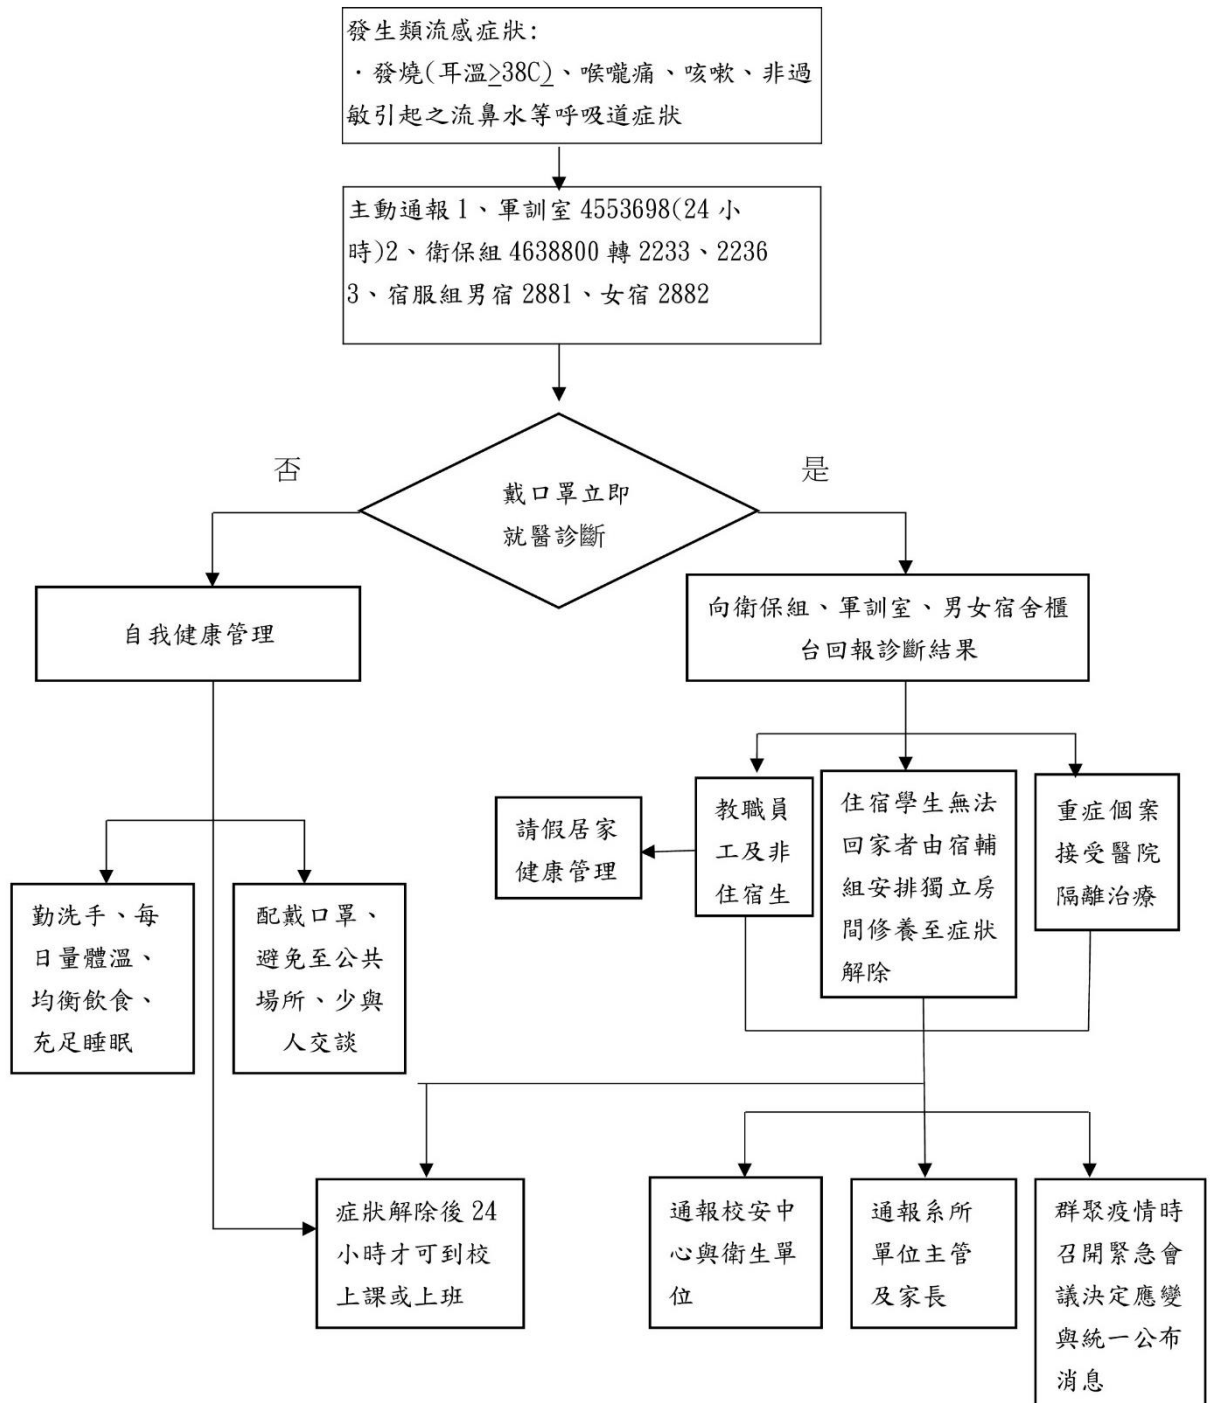 發生類流感症狀:
·發燒(耳溫≥38C)、喉嚨痛、咳嗽、非過
敏引起之流鼻水等呼吸道症狀
主動通報 1、軍訓室 4553698(24 小
時)2、衛保組 4638800 轉 2233、2236
3、宿服組男宿 2881、女宿 2882
否
是
戴口罩立即
就醫診斷
自我健康管理
向衛保組、軍訓室、男女宿舍櫃
台回報診斷結果
請假居家
健康管理
教職員
工及非
住宿生
住宿學生無法
回家者由宿輔
組安排獨立房
間修養至症狀
解除
重症個案
接受醫院
隔離治療
勤洗手、每
日量體溫、
均衡飲食、
充足睡眠
配戴口罩、
避免至公共
場所、少與
人交談
症狀解除後 24
小時才可到校
上課或上班
通報校安中
心與衛生單
位
通報系所
單位主管
及家長
群聚疫情時
召開緊急會
議決定應變
與統一公布
消息